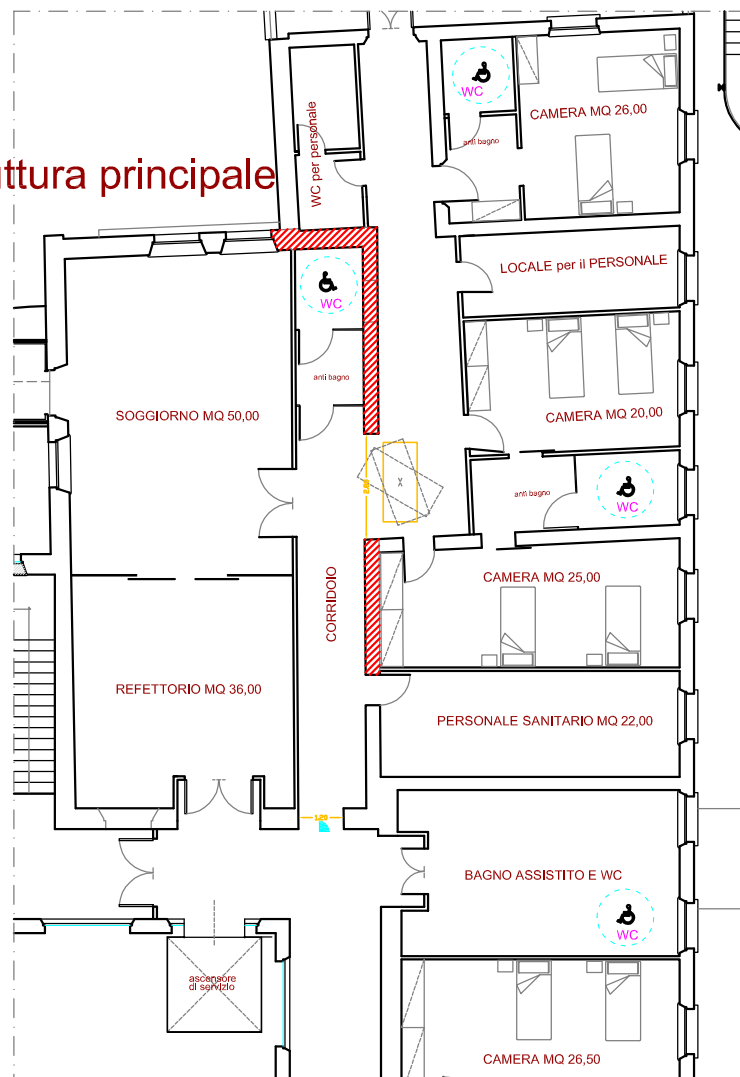 WC
CAMERA MQ 26,00
anti bagno
WC per personale
ttura principale
LOCALE per il PERSONALE
WC
anti bagno
SOGGIORNO MQ 50,00
CAMERA MQ 20,00
X
anti bagno
WC
CAMERA MQ 25,00
CORRIDOIO
REFETTORIO MQ 36,00
PERSONALE SANITARIO MQ 22,00
1.20
BAGNO ASSISTITO E WC
WC
ascensore
di servizio
CAMERA MQ 26,50